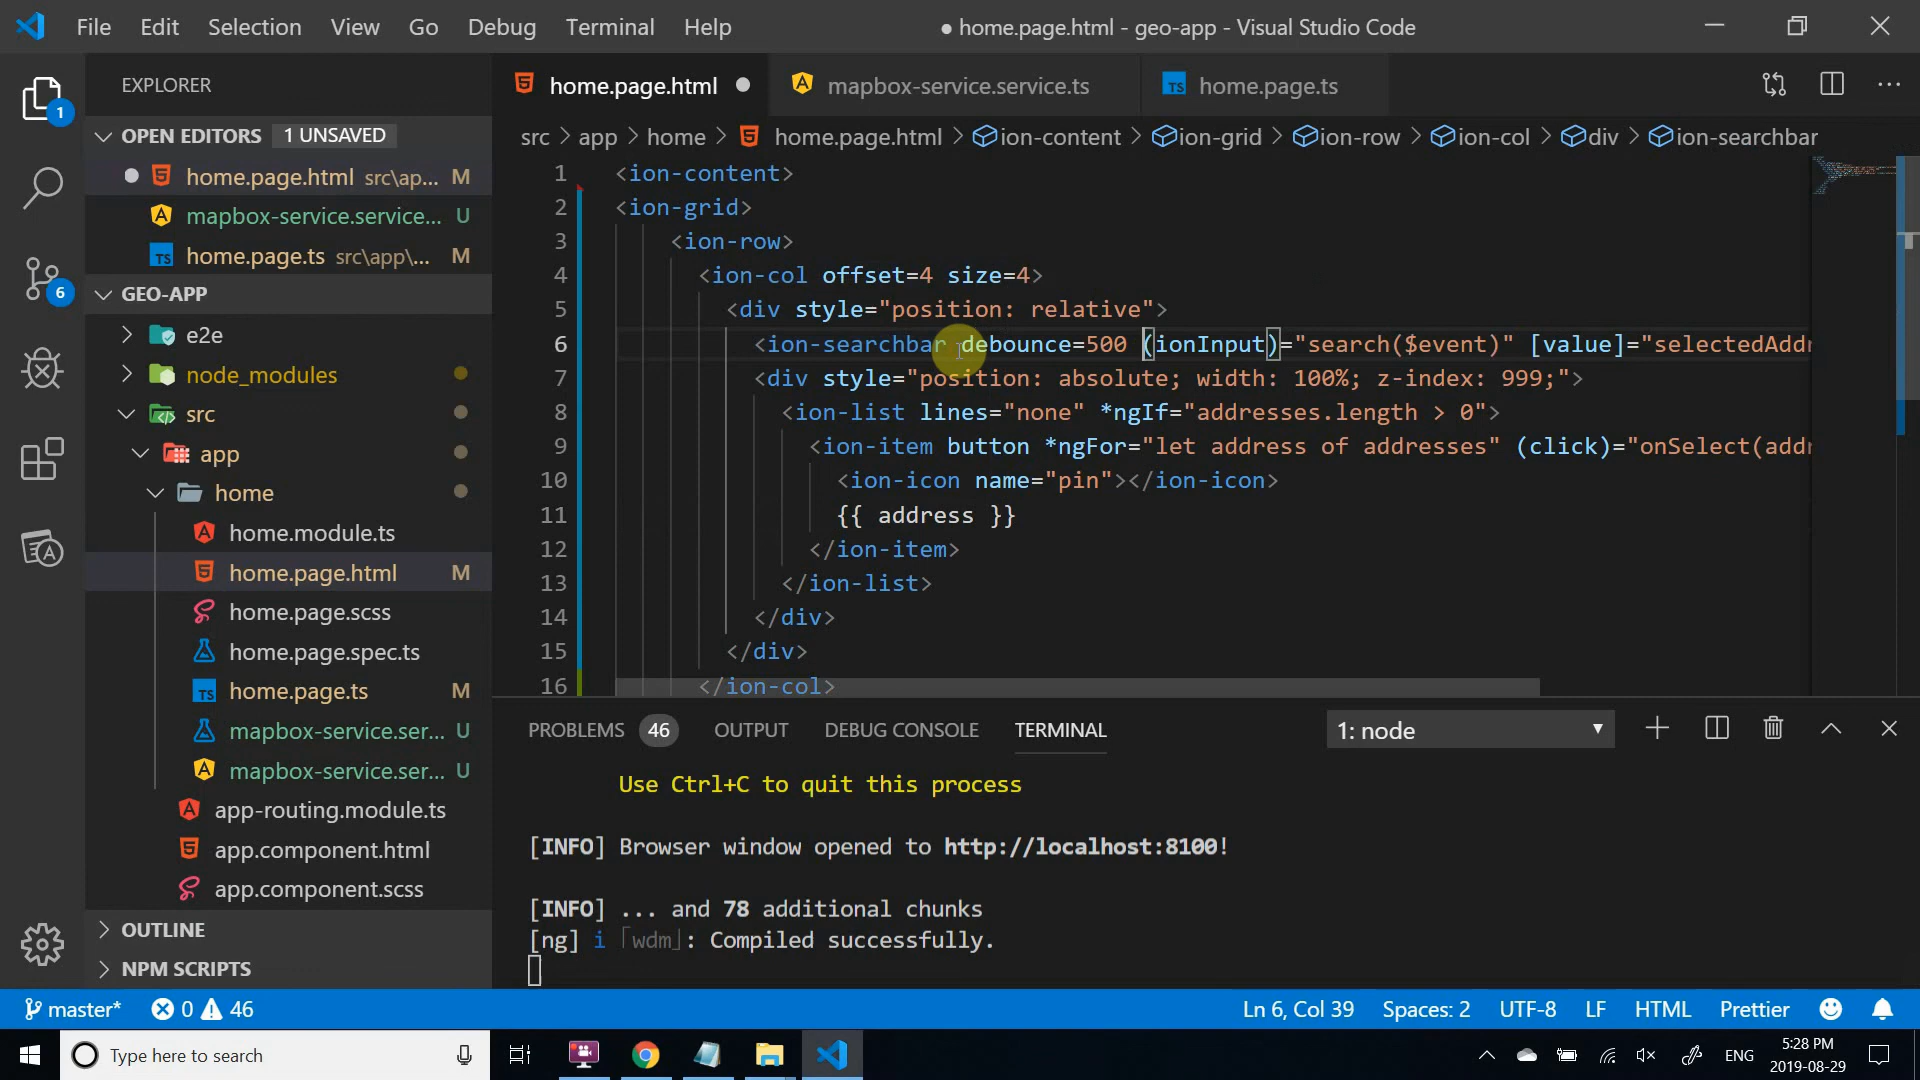 File Edit Selection View Go Debug Terminal Help
● home.page.html - geo-app - Visual Studio Code
EXPLORER
OPEN EDITORS 1 UNSAVED
home.page.html src\ap... M
mapbox-service.service... U
home.page.ts src\app\... M
GEO-APP
e2e
node_modules
src
app
home
home.module.ts
home.page.html M
home.page.scss
home.page.spec.ts
home.page.ts M
mapbox-service.ser... U
mapbox-service.ser... U
app-routing.module.ts
app.component.html
app.component.scss
OUTLINE
NPM SCRIPTS
1
6
home.page.html mapbox-service.service.ts home.page.ts
src > app > home > home.page.html > ion-content > ion-grid > ion-row > ion-col > div > ion-searchbar
1 <ion-content>
2 <ion-grid>
3 <ion-row>
4 <ion-col offset=4 size=4>
5 <div style="position: relative">
6 <ion-searchbar debounce=500 (ionInput)="search($event)" [value]="selectedAddr
7 <div style="position: absolute; width: 100%; z-index: 999;">
8 <ion-list lines="none" *ngIf="addresses.length > 0">
9 <ion-item button *ngFor="let address of addresses" (click)="onSelect(addr
10 <ion-icon name="pin"></ion-icon>
11 {{ address }}
12 </ion-item>
13 </ion-list>
14 </div>
15 </div>
16 </ion-col>
PROBLEMS 46 OUTPUT DEBUG CONSOLE TERMINAL 1: node
Use Ctrl+C to quit this process
[INFO] Browser window opened to http://localhost:8100!
[INFO] ... and 78 additional chunks
[ng] i ｢wdm｣: Compiled successfully.
master* 0 46 Ln 6, Col 39 Spaces: 2 UTF-8 LF HTML Prettier
Type here to search
ENG
5:28 PM
2019-08-29